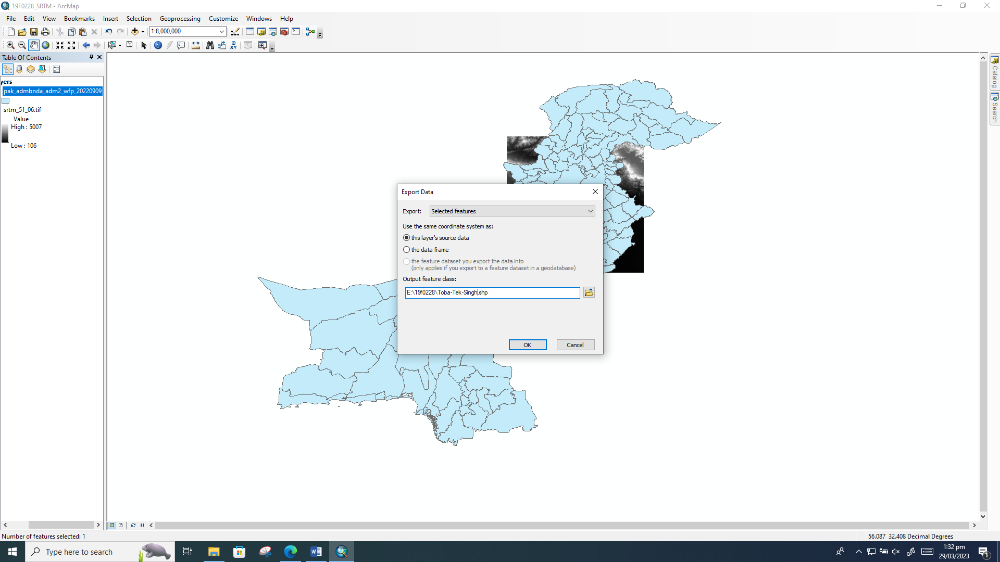 19F0228_SRTM - ArcMap
File Edit View Bookmarks Insert Selection Geoprocessing Customize Windows Help
1:8,000,000
Table Of Contents
yers
pak_admbnda_adm2_wfp_20220909
srtm_51_06.tif
Value
High : 5007
Low : 106
Catalog
Search
Export Data
Export: Selected features
Use the same coordinate system as:
this layer's source data
the data frame
the feature dataset you export the data into
(only applies if you export to a feature dataset in a geodatabase)
Output feature class:
E:\19f0228\Toba-Tek-Singh.shp
OK Cancel
Number of features selected: 1
56.087 32.408 Decimal Degrees
Type here to search
1:32 pm
29/03/2023
1